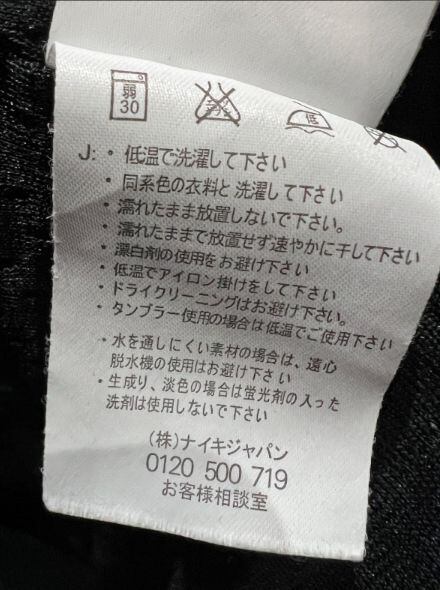 弱
30
エンソ
サラシ
低
J: ・低温で洗濯して下さい
・同系色の衣料と洗濯して下さい
・濡れたまま放置しないで下さい。
・濡れたままで放置せず速やかに干して下さい
・漂白剤の使用をお避け下さい
・低温でアイロン掛けをして下さい
・ドライクリーニングはお避け下さい。
・タンブラー使用の場合は低温でご使用下さい
・水を通しにくい素材の場合は、遠心
脱水機の使用はお避け下さい
・生成り、淡色の場合は蛍光剤の入った
洗剤は使用しないで下さい
(株)ナイキジャパン
0120 500 719
お客様相談室